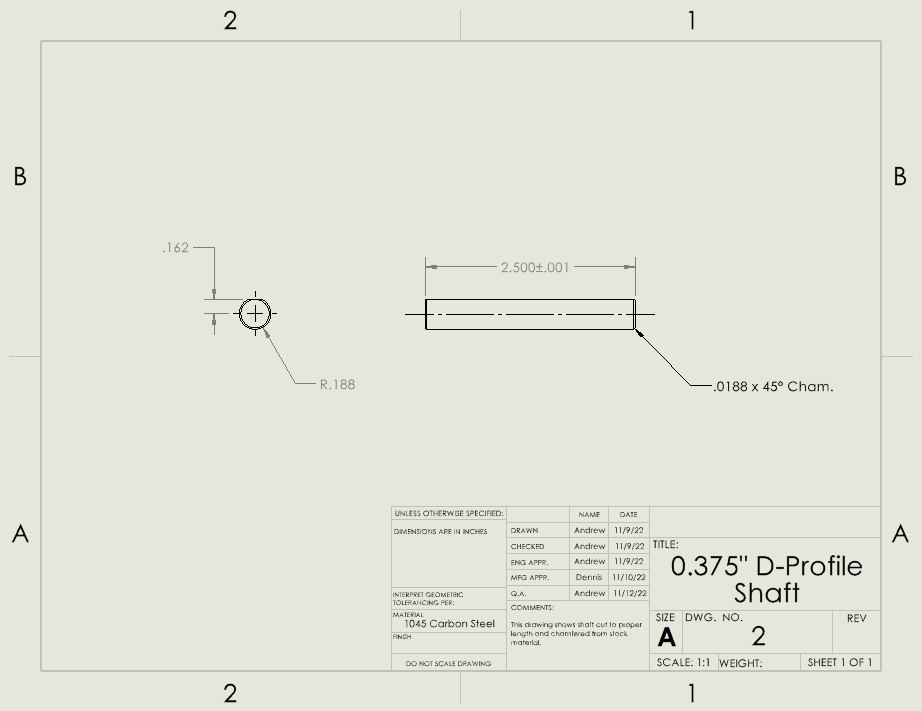 2
1
B
B
.162
2.500±.001
R.188
.0188 x 45° Cham.
A
A
UNLESS OTHERWISE SPECIFIED:
DIMENSIONS ARE IN INCHES
INTERPRET GEOMETRIC
TOLERANCING PER:
MATERIAL
1045 Carbon Steel
FINISH
DO NOT SCALE DRAWING
NAME DATE
DRAWN Andrew 11/9/22
CHECKED Andrew 11/9/22
ENG APPR. Andrew 11/9/22
MFG APPR. Dennis 11/10/22
Q.A. Andrew 11/12/22
COMMENTS:
This drawing shows shaft cut to proper
length and chamfered from stock
material.
TITLE:
0.375" D-Profile
Shaft
SIZE DWG. NO. REV
A 2
SCALE: 1:1 WEIGHT: SHEET 1 OF 1
2
1